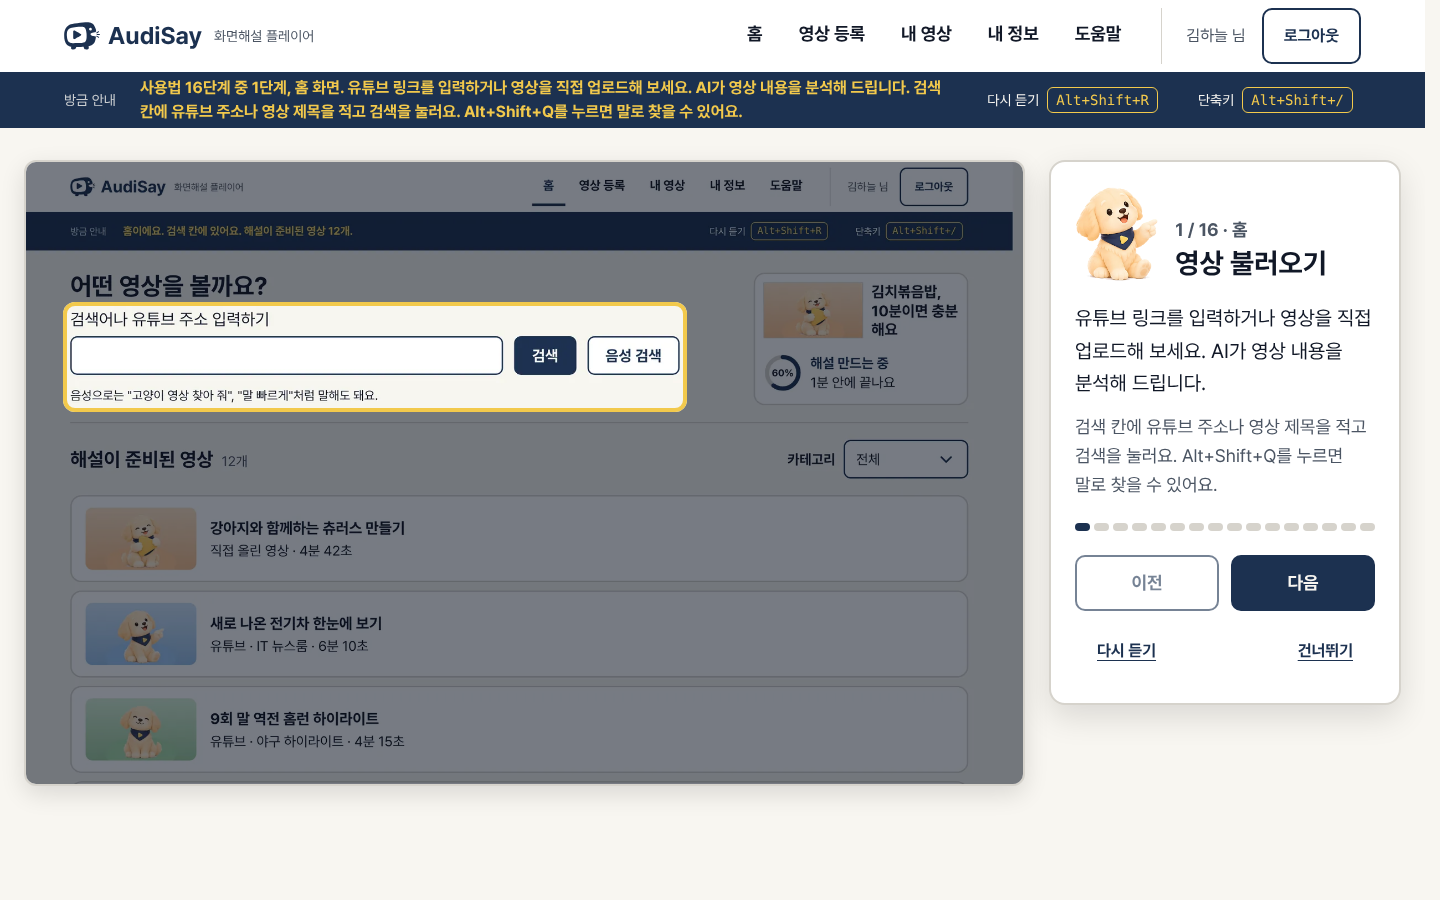 AudiSay 화면해설 플레이어
홈 영상 등록 내 영상 내 정보 도움말 김하늘 님 로그아웃
방금 안내
사용법 16단계 중 1단계, 홈 화면. 유튜브 링크를 입력하거나 영상을 직접 업로드해 보세요. AI가 영상 내용을 분석해 드립니다. 검색
칸에 유튜브 주소나 영상 제목을 적고 검색을 눌러요. Alt+Shift+Q를 누르면 말로 찾을 수 있어요.
다시 듣기 Alt+Shift+R 단축키 Alt+Shift+/
AudiSay 화면해설 플레이어
홈 영상 등록 내 영상 내 정보 도움말 김하늘 님 로그아웃
방금 안내 홈이에요. 검색 칸에 있어요. 해설이 준비된 영상 12개.
다시 듣기 Alt+Shift+R 단축키 Alt+Shift+/
어떤 영상을 볼까요?
검색어나 유튜브 주소 입력하기
검색 음성 검색
음성으로는 "고양이 영상 찾아 줘", "말 빠르게"처럼 말해도 돼요.
김치볶음밥,
10분이면 충분
해요
60%
해설 만드는 중
1분 안에 끝나요
해설이 준비된 영상 12개
카테고리 전체
강아지와 함께하는 츄러스 만들기
직접 올린 영상 · 4분 42초
새로 나온 전기차 한눈에 보기
유튜브 · IT 뉴스룸 · 6분 10초
9회 말 역전 홈런 하이라이트
유튜브 · 야구 하이라이트 · 4분 15초
1 / 16 · 홈
영상 불러오기
유튜브 링크를 입력하거나 영상을 직접
업로드해 보세요. AI가 영상 내용을
분석해 드립니다.
검색 칸에 유튜브 주소나 영상 제목을 적고
검색을 눌러요. Alt+Shift+Q를 누르면
말로 찾을 수 있어요.
이전 다음
다시 듣기 건너뛰기